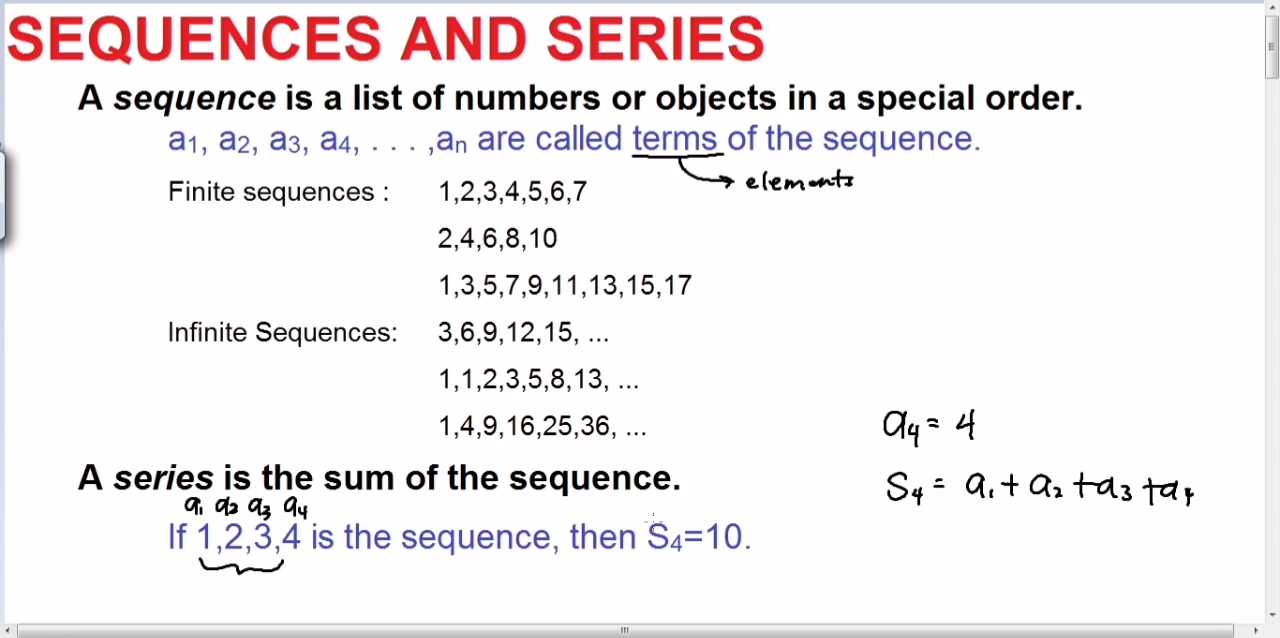 SEQUENCES AND SERIES
A sequence is a list of numbers or objects in a special order.
a1, a2, a3, a4, . . . ,an are called terms of the sequence.
elements
Finite sequences : 1,2,3,4,5,6,7
2,4,6,8,10
1,3,5,7,9,11,13,15,17
Infinite Sequences: 3,6,9,12,15, ...
1,1,2,3,5,8,13, ...
1,4,9,16,25,36, ...
a4 = 4
A series is the sum of the sequence.
S4 = a1 + a2 + a3 + a4
a1 a2 a3 a4
If 1,2,3,4 is the sequence, then S4=10.